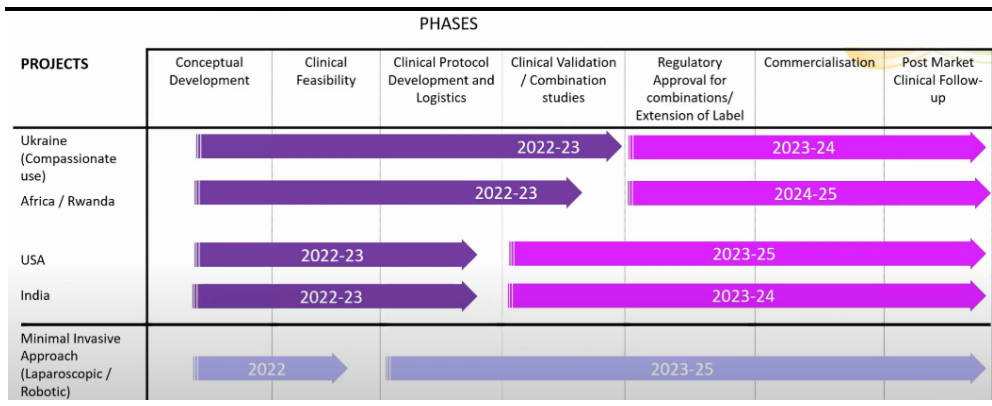 PHASES
PROJECTS
Conceptual
Development
Clinical
Feasibility
Clinical Protocol
Development and
Logistics
Clinical Validation
/ Combination
studies
Regulatory
Approval for
combinations/
Extension of Label
Commercialisation
Post Market
Clinical Follow-
up
Ukraine
(Compassionate
use)
2022-23
2023-24
Africa / Rwanda
2022-23
2024-25
USA
2022-23
2023-25
India
2022-23
2023-24
Minimal Invasive
Approach
(Laparoscopic /
Robotic)
2022
2023-25